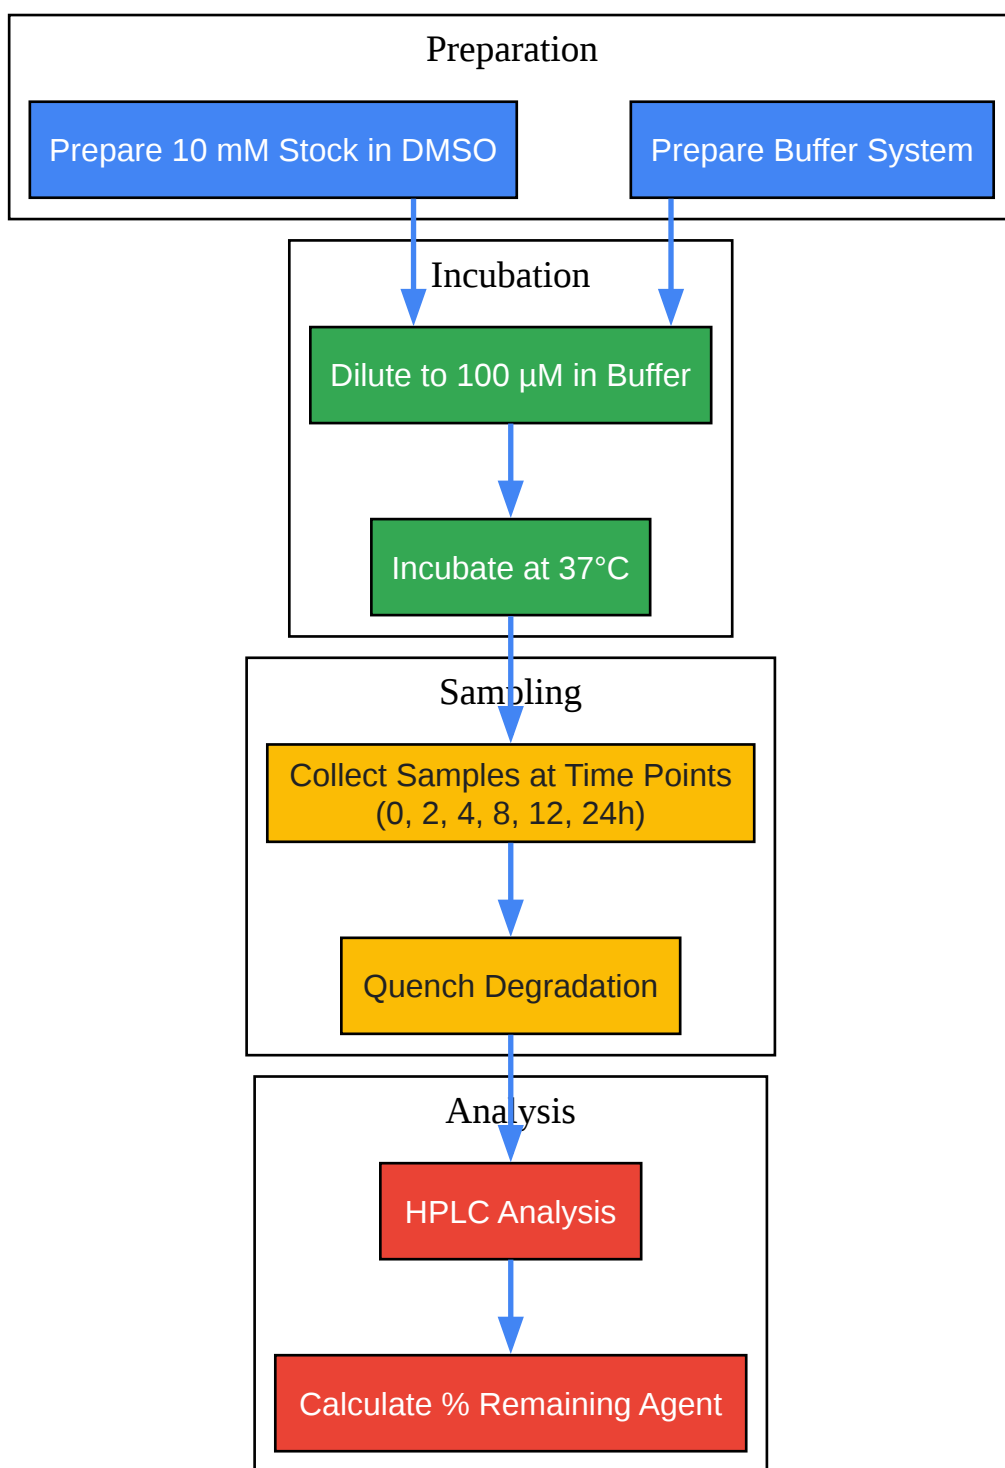 Preparation
Prepare 10 mM Stock in DMSO
Prepare Buffer System
Incubation
Dilute to 100 µM in Buffer
Incubate at 37°C
Sampling
Collect Samples at Time Points
(0, 2, 4, 8, 12, 24h)
Quench Degradation
Analysis
HPLC Analysis
Calculate % Remaining Agent